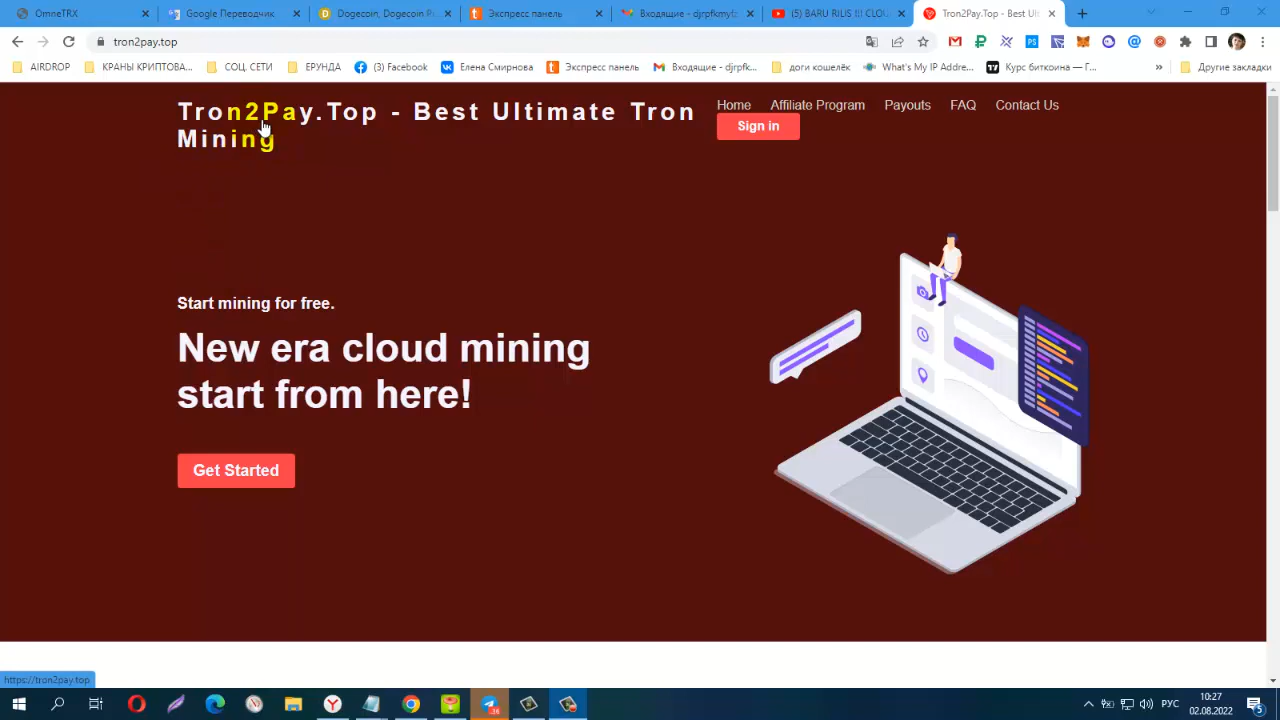 OmneTRX
Google Переводчик
Dogecoin, Dogecoin P
Экспресс панель
Входящие - djrpfkmyfz
(5) BARU RILIS !!! CLOU
Tron2Pay.Top - Best Ul
tron2pay.top
AIRDROP
КРАНЫ КРИПТОВА...
СОЦ. СЕТИ
ЕРУНДА
(3) Facebook
Елена Смирнова
Экспресс панель
Входящие - djrpfk...
доги кошелёк
What's My IP Addre...
Курс биткоина — Г...
»
Другие закладки
Tron2Pay.Top - Best Ultimate Tron
Mining
Home
Affiliate Program
Payouts
FAQ
Contact Us
Sign in
Start mining for free.
New era cloud mining
start from here!
Get Started
https://tron2pay.top
РУС
10:27
02.08.2022